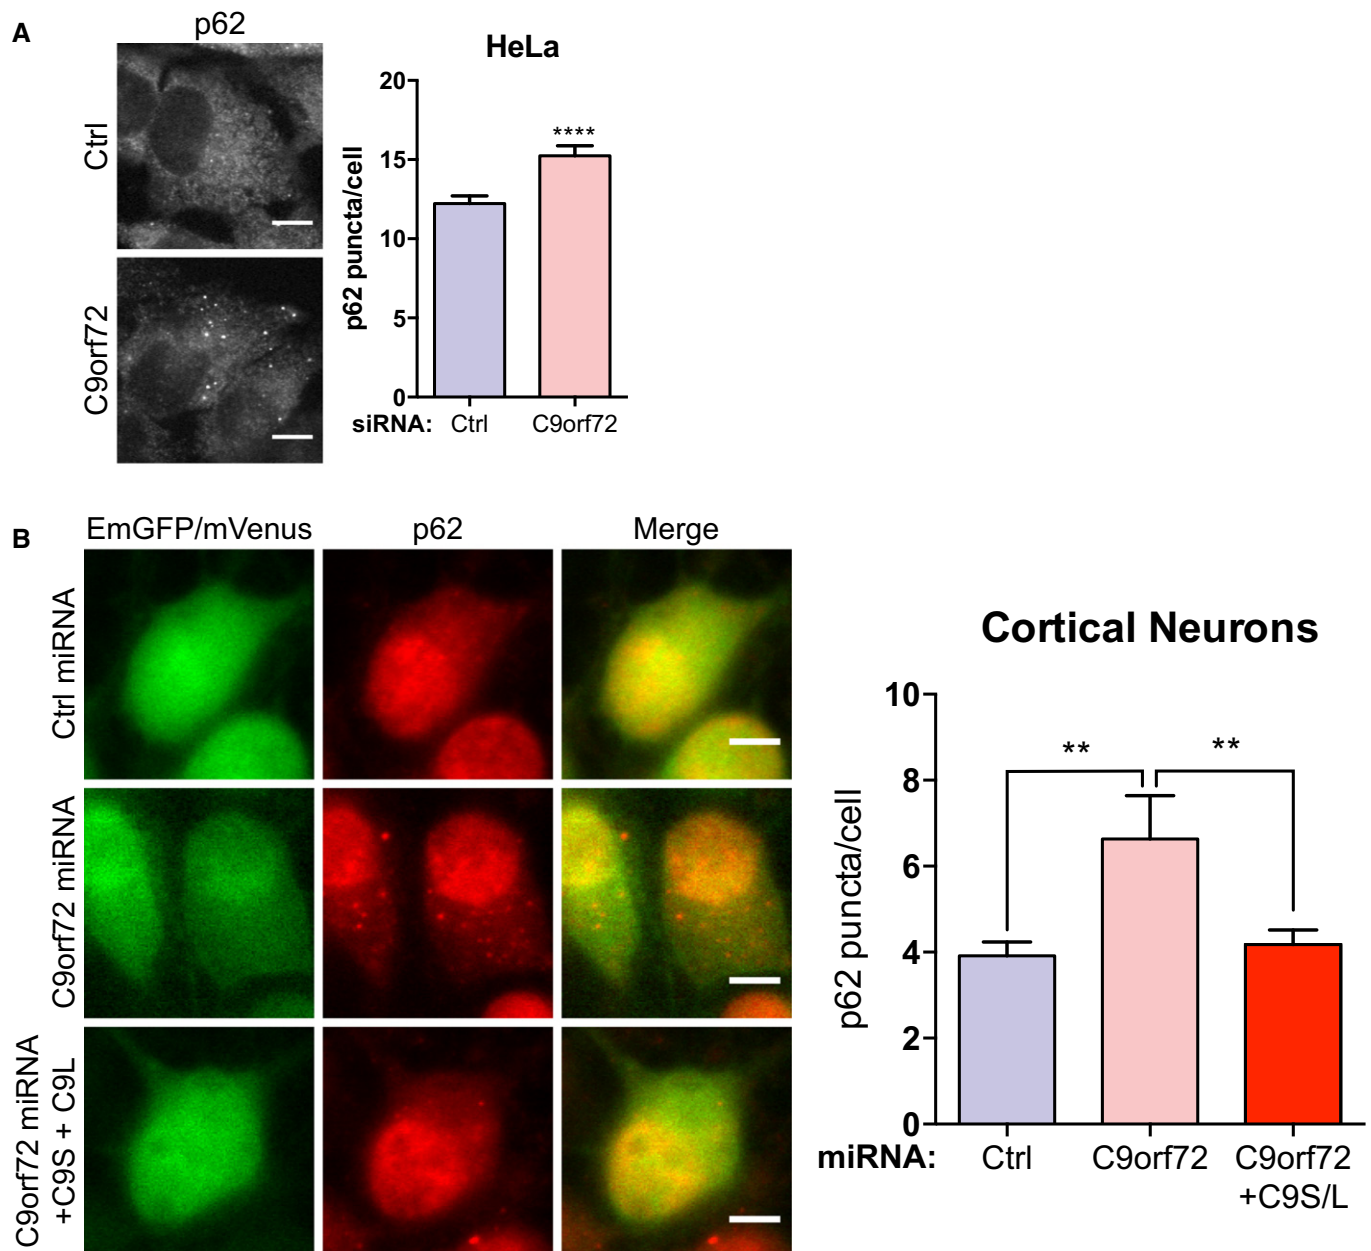 A
p62
Ctrl
C9orf72
HeLa
p62 puncta/cell
20
15
10
5
0
****
siRNA: Ctrl C9orf72
B
EmGFP/mVenus p62 Merge
Ctrl miRNA
C9orf72 miRNA
C9orf72 miRNA
+C9S + C9L
Cortical Neurons
p62 puncta/cell
10
8
6
4
2
0
** **
miRNA: Ctrl C9orf72 C9orf72
+C9S/L